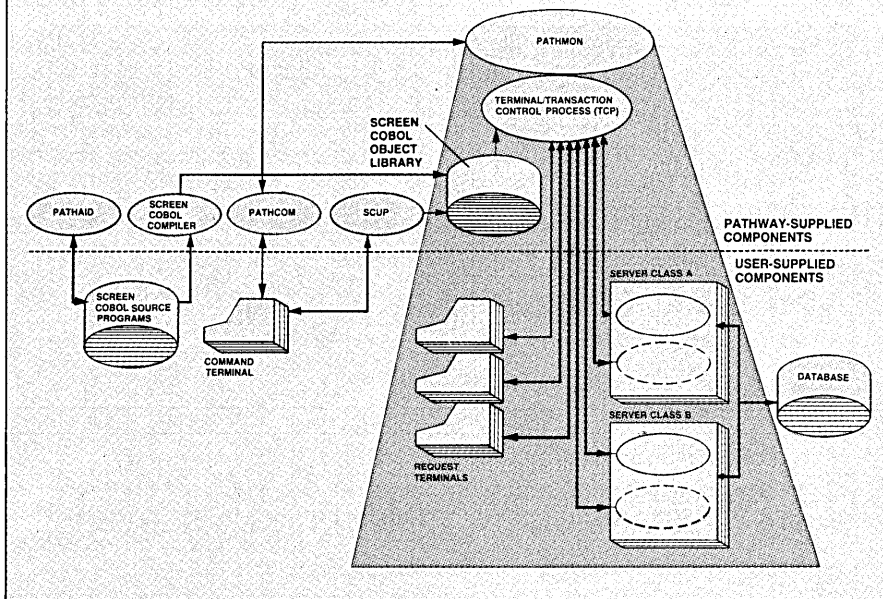 PATHMON
TERMINAL/TRANSACTION
CONTROL PROCESS (TCP)
SCREEN
COBOL
OBJECT
LIBRARY
PATHAID
SCREEN
COBOL
COMPILER
PATHCOM
SCUP
PATHWAY-SUPPLIED
COMPONENTS
USER-SUPPLIED
COMPONENTS
SCREEN
COBOL SOURCE
PROGRAMS
COMMAND
TERMINAL
SERVER CLASS A
DATABASE
SERVER CLASS B
REQUEST
TERMINALS